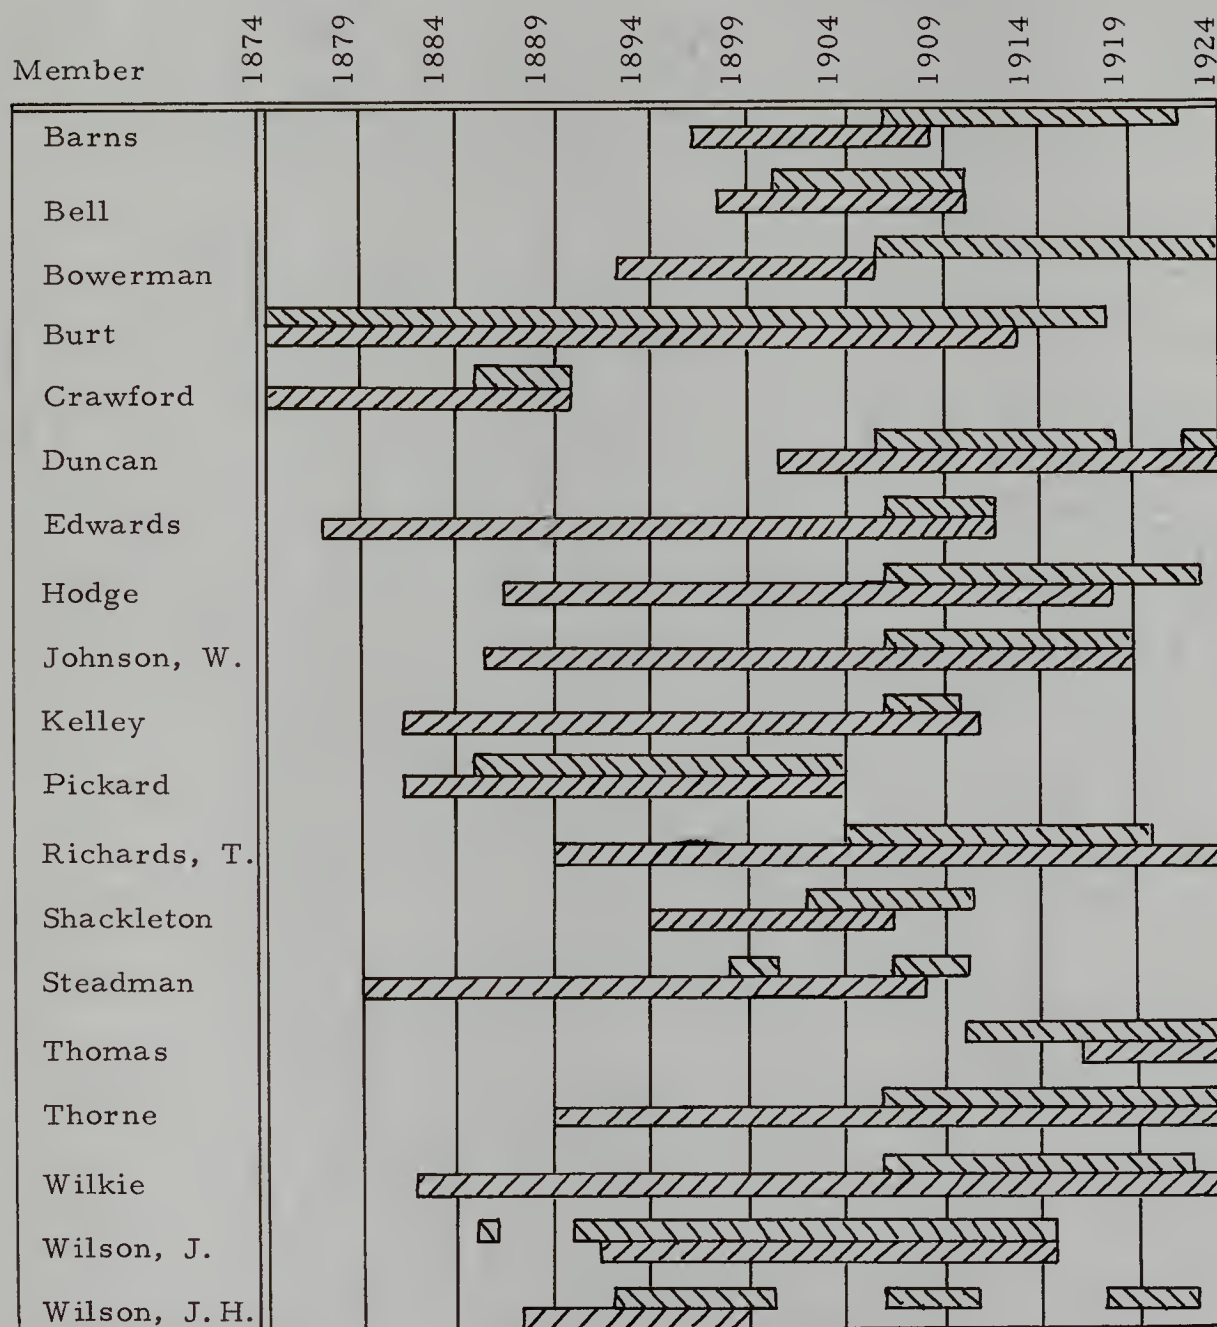 Member 1874 1879 1884 1889 1894 1899 1904 1909 1914 1919 1924
Barns
Bell
Bowerman
Burt
Crawford
Duncan
Edwards
Hodge
Johnson, W.
Kelley
Pickard
Richards, T.
Shackleton
Steadman
Thomas
Thorne
Wilkie
Wilson, J.
Wilson, J.H.